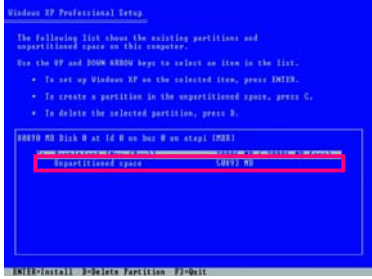 Windows XP Professional Setup
The following list shows the existing partitions and
unpartitioned space on this computer.
Use the UP and DOWN ARROW keys to select an item in the list.
• To set up Windows XP on the selected item, press ENTER.
• To create a partition in the unpartitioned space, press C.
• To delete the selected partition, press D.
MB Disk 0 at Id 0 on bus 0 on atapi [MBR]
Unpartitioned space 50893 MB
ENTER=Install D=Delete Partition F3=Quit